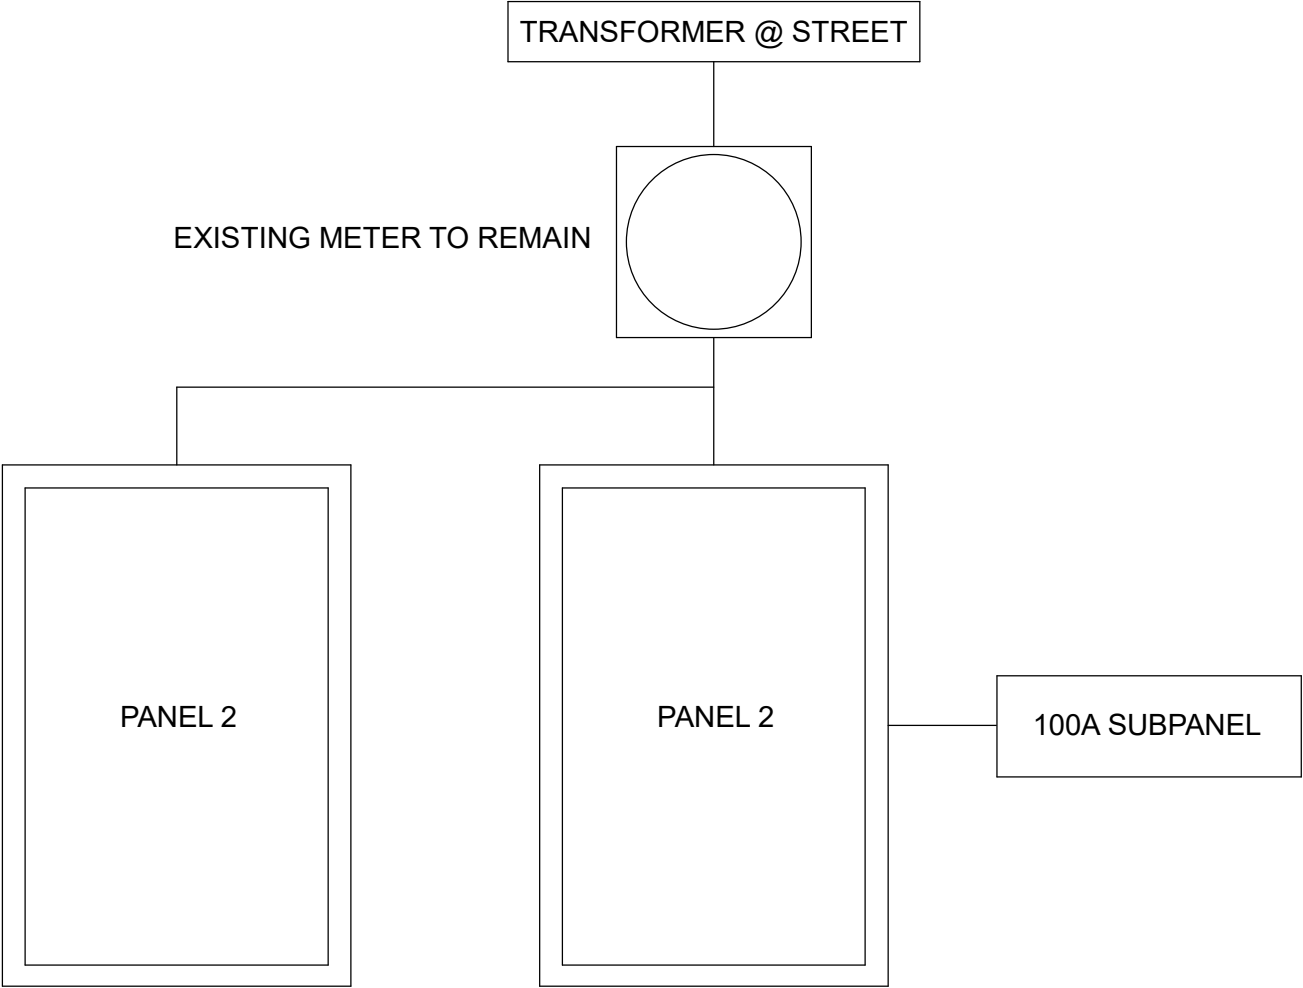 TRANSFORMER @ STREET
EXISTING METER TO REMAIN
PANEL 2
PANEL 2
100A SUBPANEL